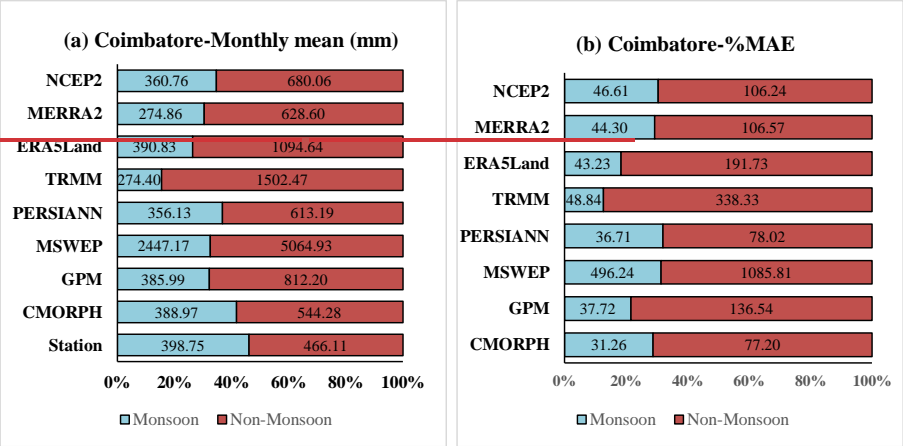 (a) Coimbatore-Monthly mean (mm)
NCEP2 360.76 680.06
MERRA2 274.86 628.60
ERA5Land 390.83 1094.64
TRMM 274.40 1502.47
PERSIANN 356.13 613.19
MSWEP 2447.17 5064.93
GPM 385.99 812.20
CMORPH 388.97 544.28
Station 398.75 466.11
0% 20% 40% 60% 80% 100%
Monsoon Non-Monsoon
(b) Coimbatore-%MAE
NCEP2 46.61 106.24
MERRA2 44.30 106.57
ERA5Land 43.23 191.73
TRMM 48.84 338.33
PERSIANN 36.71 78.02
MSWEP 496.24 1085.81
GPM 37.72 136.54
CMORPH 31.26 77.20
0% 20% 40% 60% 80% 100%
Monsoon Non-Monsoon